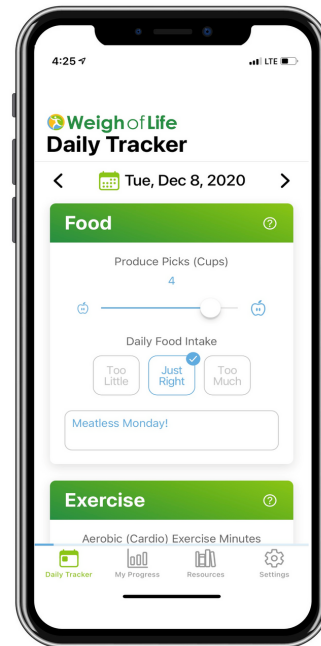 4:25
LTE
Weigh of Life
Daily Tracker
Tue, Dec 8, 2020
Food
Produce Picks (Cups)
4
Daily Food Intake
Too Little
Just Right
Too Much
Meatless Monday!
Exercise
Aerobic (Cardio) Exercise Minutes
Daily Tracker
My Progress
Resources
Settings